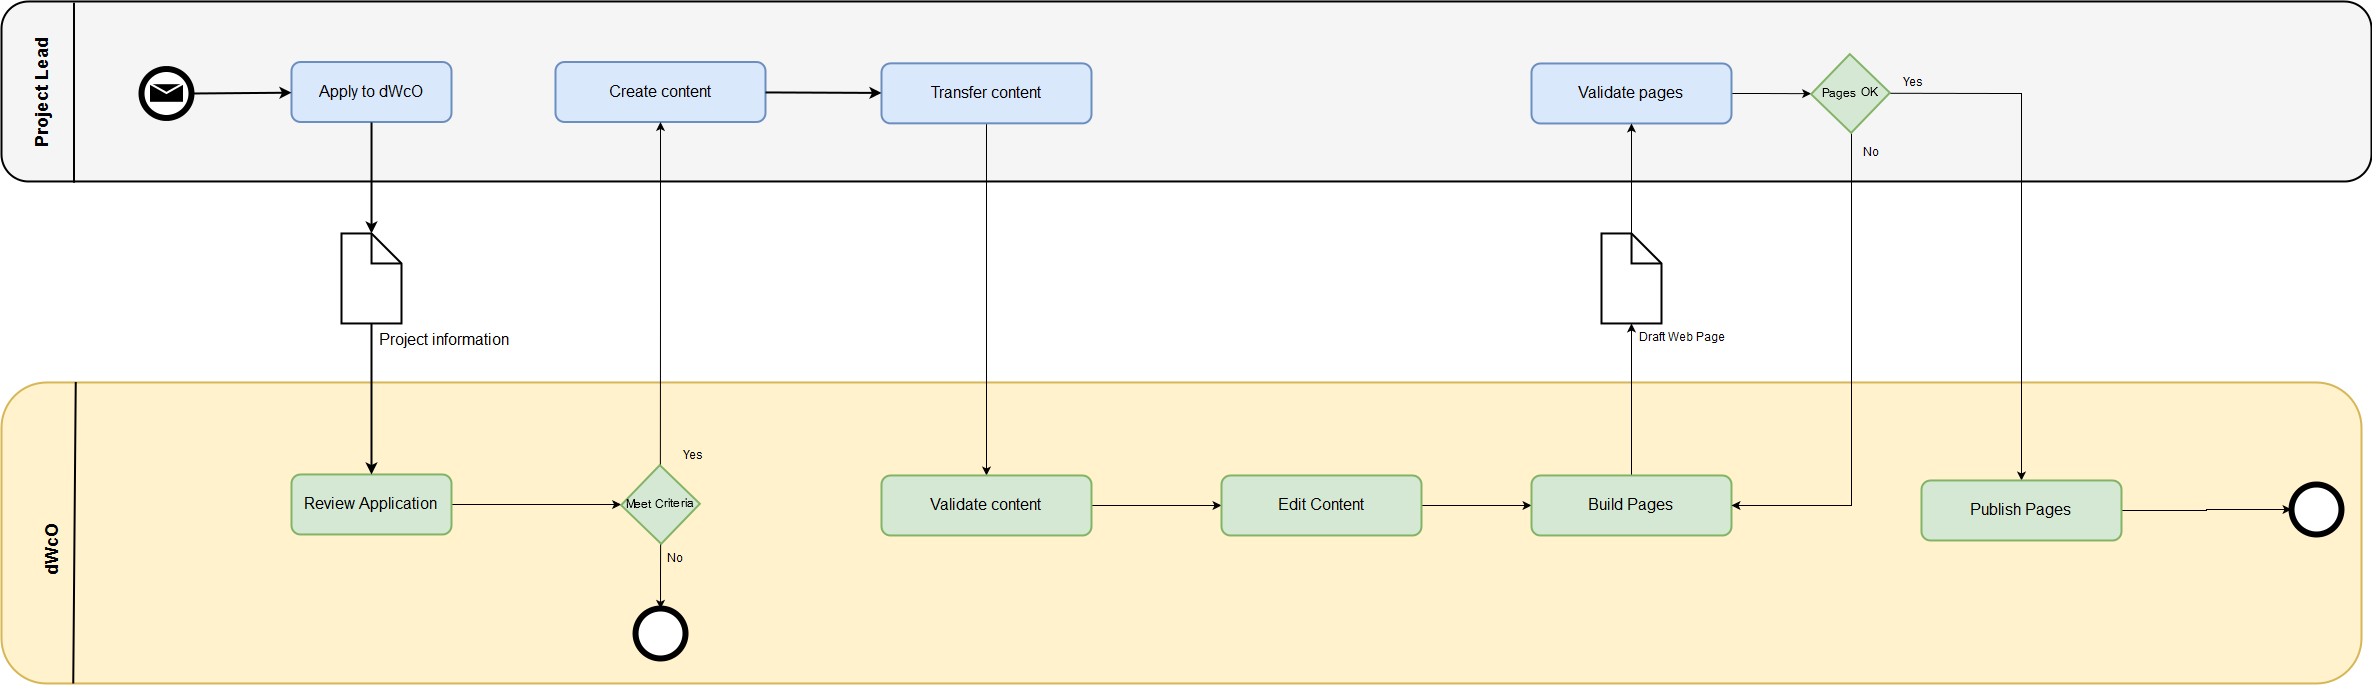 Project Lead
Apply to dWcO
Create content
Transfer content
Validate pages
Pages OK
Yes
No
Project information
Draft Web Page
dWcO
Review Application
Meet Criteria
Yes
No
Validate content
Edit Content
Build Pages
Publish Pages